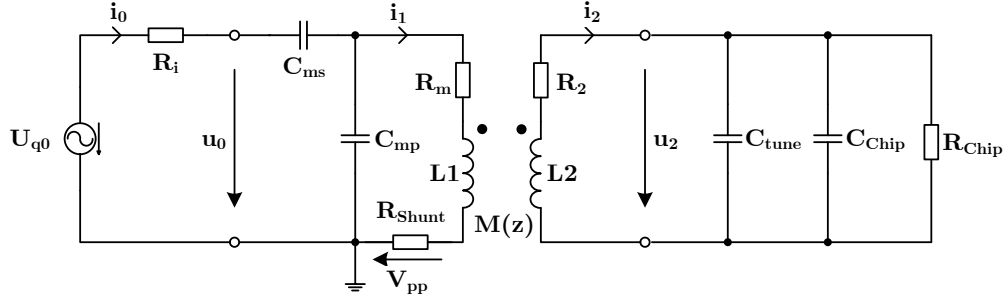 i0
i1
i2
Ri
Cms
Rm
R2
Uq0
u0
Cmp
L1
L2
u2
Ctune
CChip
RChip
RShunt
M(z)
Vpp